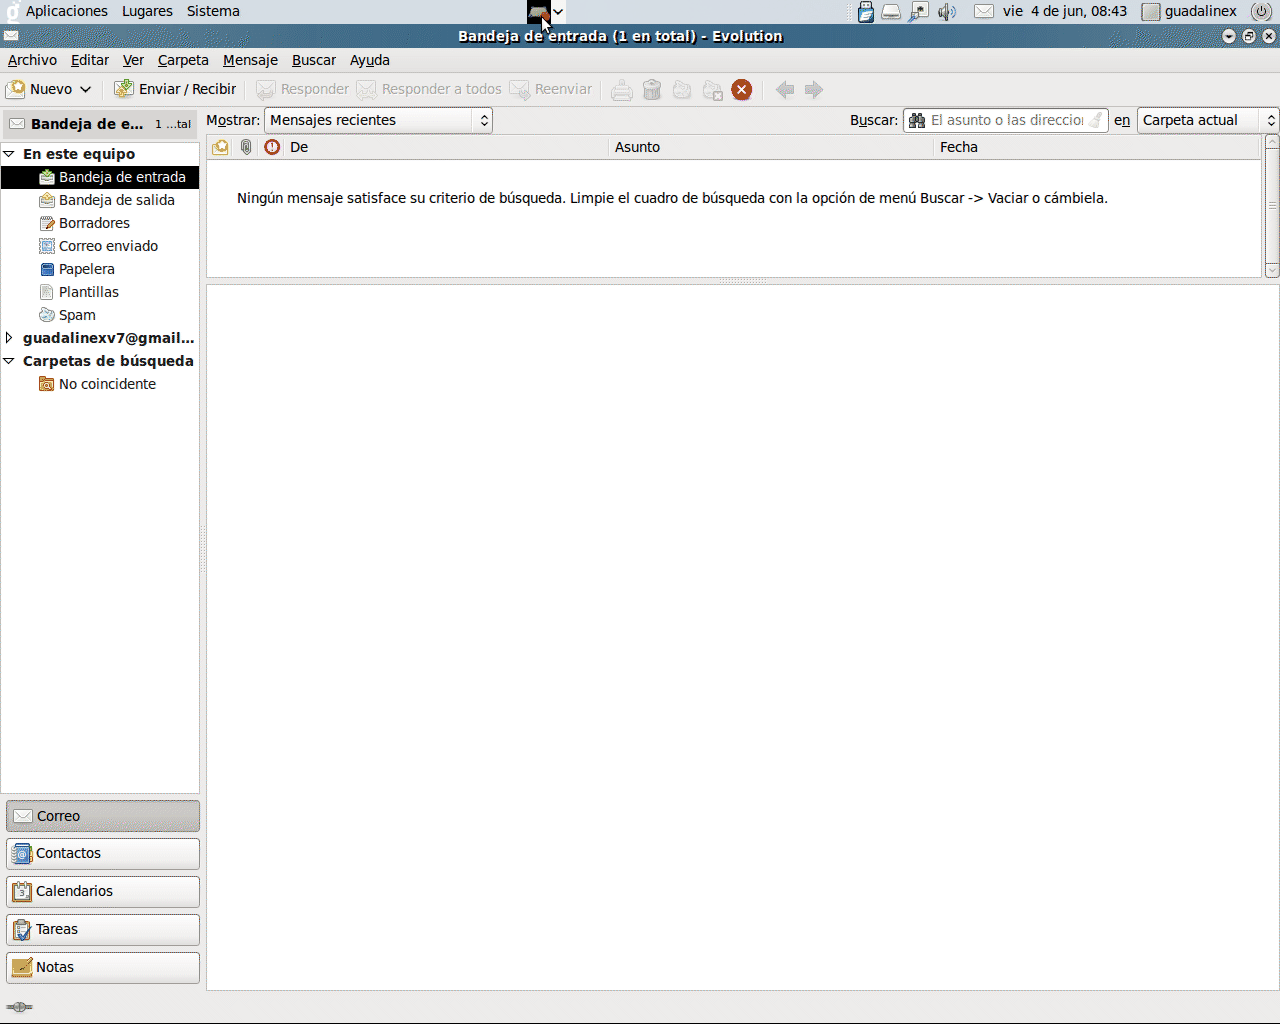 Aplicaciones Lugares Sistema vie 4 de jun, 08:43 guadalinex
Bandeja de entrada (1 en total) - Evolution
Archivo Editar Ver Carpeta Mensaje Buscar Ayuda
Nuevo Enviar / Recibir Responder Responder a todos Reenviar
Bandeja de e... 1 ...tal Mostrar: Mensajes recientes Buscar: El asunto o las direccio en Carpeta actual
De Asunto Fecha
Ningún mensaje satisface su criterio de búsqueda. Limpie el cuadro de búsqueda con la opción de menú Buscar -> Vaciar o cámbiela.
En este equipo
Bandeja de entrada
Bandeja de salida
Borradores
Correo enviado
Papelera
Plantillas
Spam
guadalinexv7@gmail...
Carpetas de búsqueda
No coincidente
Correo
Contactos
Calendarios
Tareas
Notas